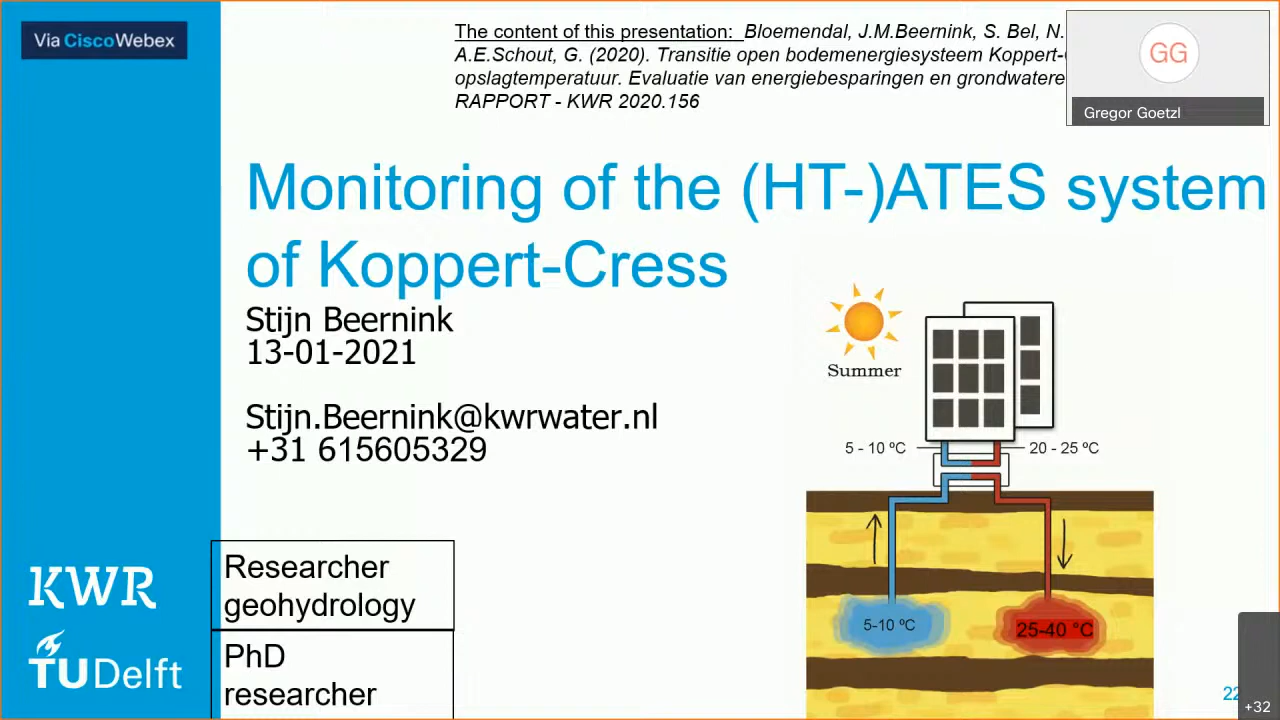 Via CiscoWebex
The content of this presentation: Bloemendal, J.M.Beernink, S. Bel, N.
A.E.Schout, G. (2020). Transitie open bodemenergiesysteem Koppert-
opslagtemperatuur. Evaluatie van energiebesparingen en grondwatere
RAPPORT - KWR 2020.156
GG
Gregor Goetzl
Monitoring of the (HT-)ATES system
of Koppert-Cress
Stijn Beernink
13-01-2021
Stijn.Beernink@kwrwater.nl
+31 615605329
Summer
5 - 10 ºC
20 - 25 ºC
5-10 ºC
25-40 °C
KWR
TU Delft
Researcher
geohydrology
PhD
researcher
22
+32